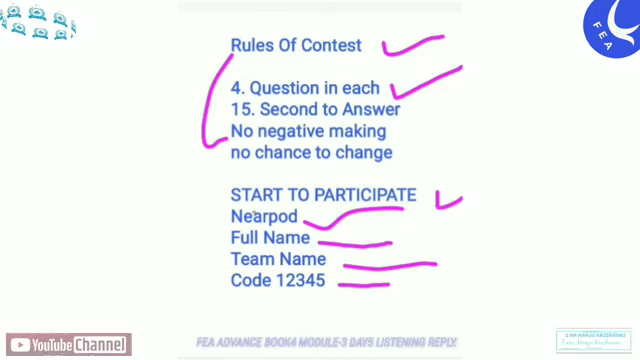 FEA
Rules Of Contest
4. Question in each
15. Second to Answer
No negative making
no chance to change
START TO PARTICIPATE
Nearpod
Full Name
Team Name
Code 12345
YouTube Channel
FEA ADVANCE BOOK4 MODULE-3 DAY5 LISTENING REPLY.